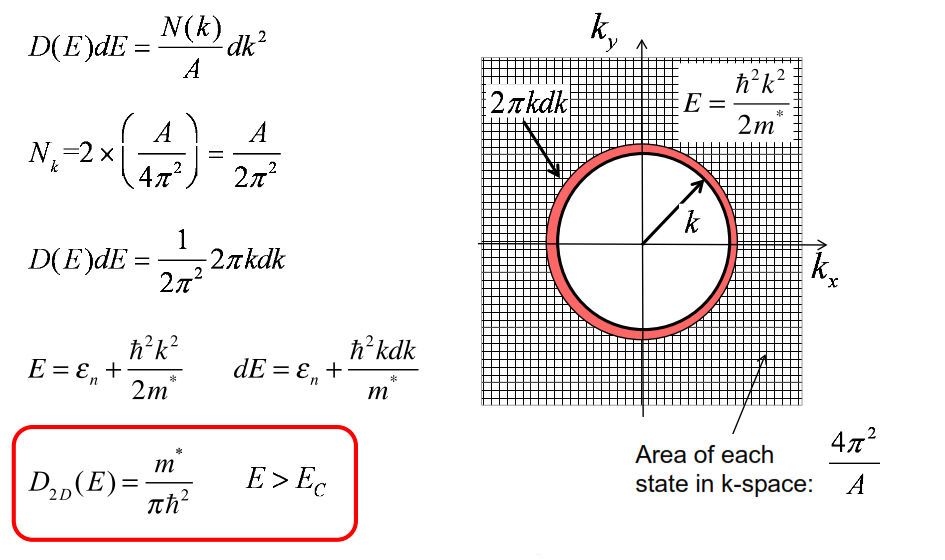 D(E)dE = N(k)/A dk²
N_k=2 × (A/4π²) = A/2π²
D(E)dE = 1/2π² 2πkdk
E = ε_n + ħ²k²/2m* dE = ε_n + ħ²kdk/m*
D_2D(E) = m*/πħ² E > E_C
k_y
2πkdk
E = ħ²k²/2m*
k
k_x
Area of each
state in k-space:
4π²/A